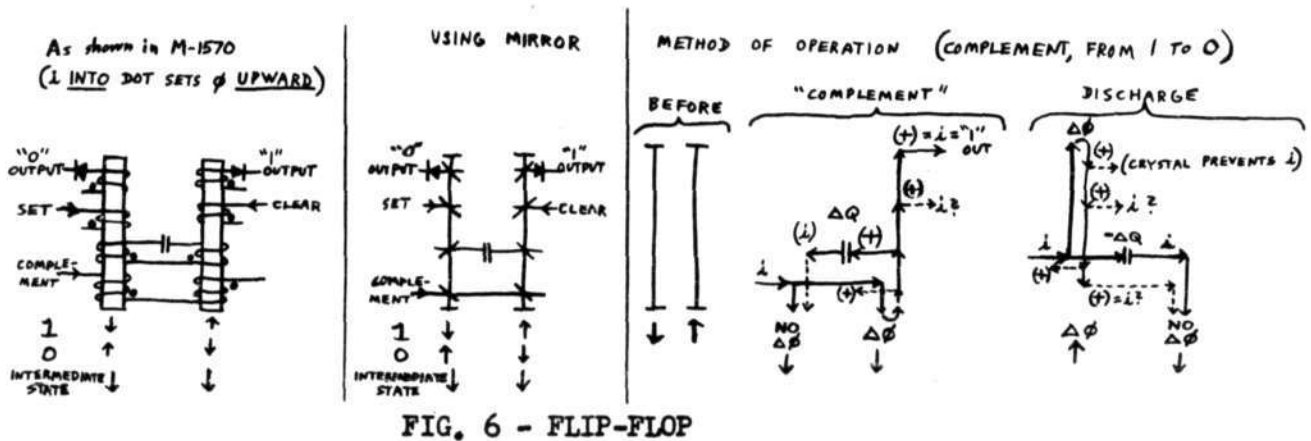 As shown in M-1570
(i INTO DOT SETS φ UPWARD)
"0"
OUTPUT
"1"
OUTPUT
SET
CLEAR
COMPLE-
MENT
1 ↓ ↑
0 ↑ ↓
INTERMEDIATE
STATE ↓ ↓
USING MIRROR
"0"
OUTPUT
"1"
OUTPUT
SET
CLEAR
COMPLE-
MENT
1 ↓ ↑
0 ↑ ↓
INTERMEDIATE
STATE ↓ ↓
METHOD OF OPERATION (COMPLEMENT, FROM 1 TO 0)
BEFORE
"COMPLEMENT"
(+) = i = "1"
OUT
(+)
i?
ΔQ
(i)
(+)
i
(+)
NO
Δφ
Δφ
DISCHARGE
Δφ
(+)
(CRYSTAL PREVENTS i)
(+)
i?
-ΔQ
i
i
(+)
(+) = i?
Δφ
NO
Δφ
FIG. 6 - FLIP-FLOP